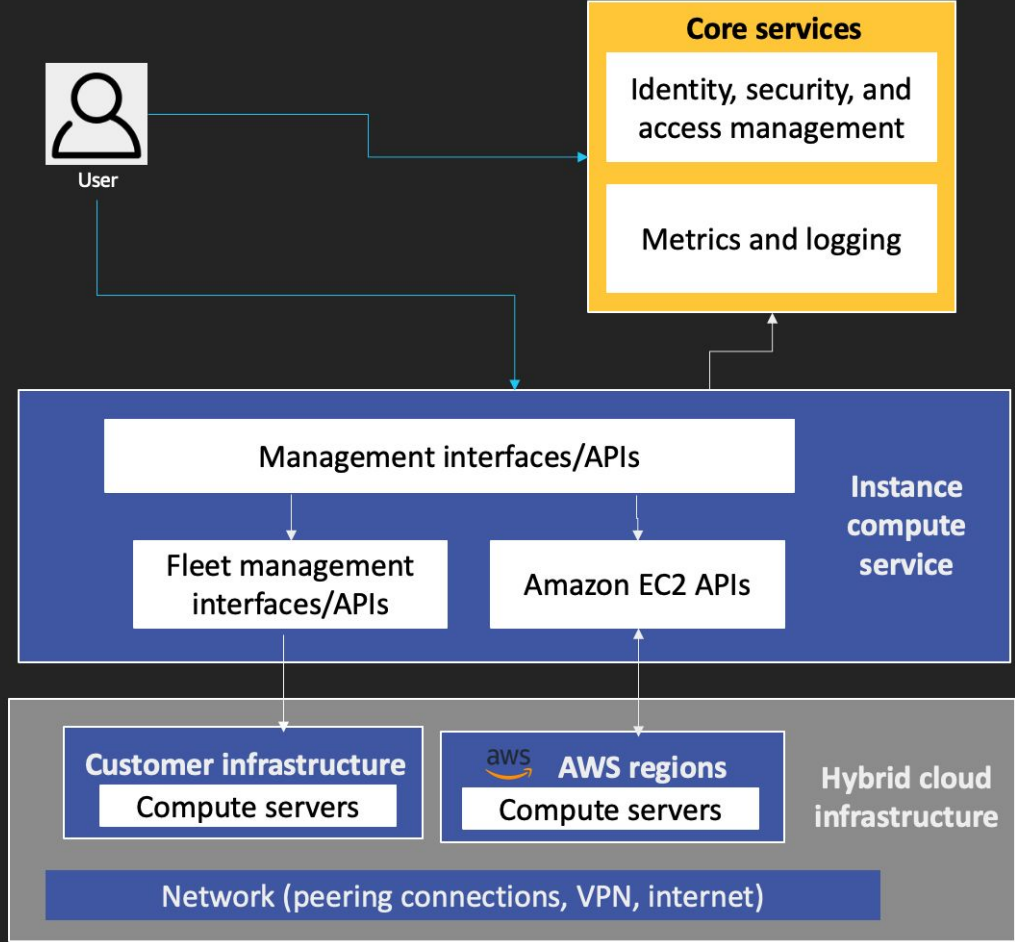 Core services
Identity, security, and
access management
Metrics and logging
User
Management interfaces/APIs
Fleet management
interfaces/APIs
Amazon EC2 APIs
Instance
compute
service
Customer infrastructure
Compute servers
aws
AWS regions
Compute servers
Hybrid cloud
infrastructure
Network (peering connections, VPN, internet)